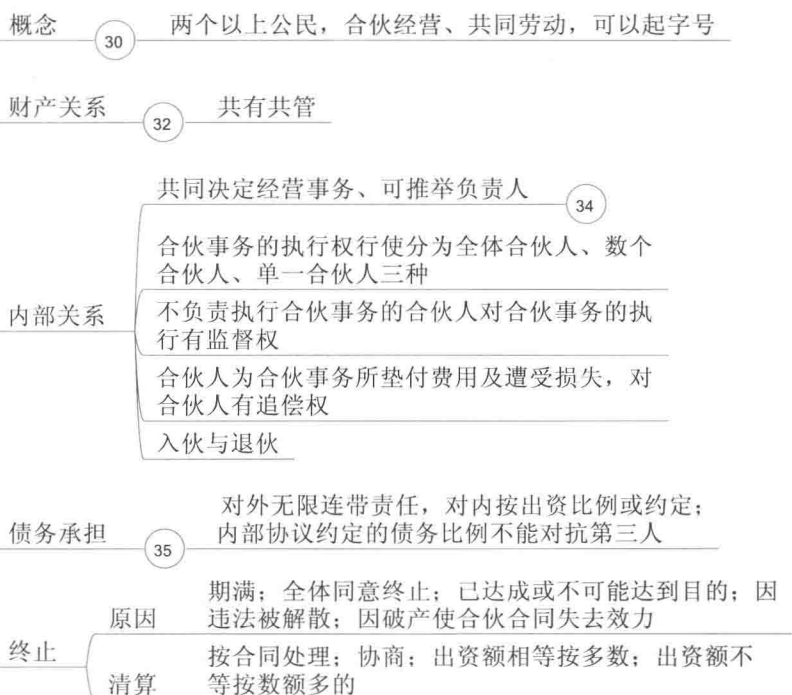 概念 30 两个以上公民，合伙经营、共同劳动，可以起字号
财产关系 32 共有共管
共同决定经营事务、可推举负责人 34
合伙事务的执行权行使分为全体合伙人、数个
合伙人、单一合伙人三种
内部关系
不负责执行合伙事务的合伙人对合伙事务的执
行有监督权
合伙人为合伙事务所垫付费用及遭受损失，对
合伙人有追偿权
入伙与退伙
对外无限连带责任，对内按出资比例或约定；
债务承担 35 内部协议约定的债务比例不能对抗第三人
期满；全体同意终止；已达成或不可能达到目的；因
原因 违法被解散；因破产使合伙合同失去效力
终止
按合同处理；协商；出资额相等按多数；出资额不
清算 等按数额多的